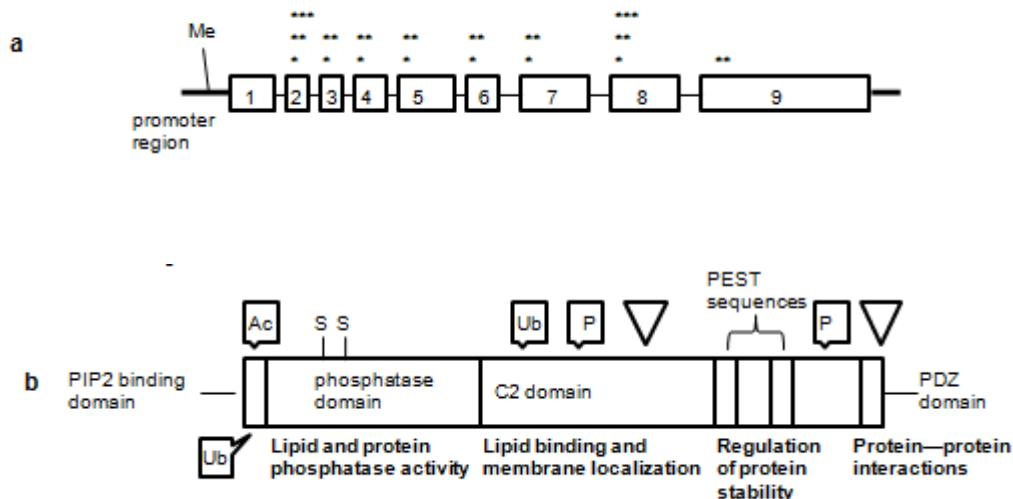 a
Me
*** ***
** ** ** ** ** ** ** **
* * * * * * * **
1 2 3 4 5 6 7 8 9
promoter
region
-
PEST
sequences
Ac S S Ub P P
b
PIP2 binding
domain
phosphatase
domain
C2 domain
PDZ
domain
Ub
Lipid and protein
phosphatase activity
Lipid binding and
membrane localization
Regulation
of protein
stability
Protein—protein
interactions